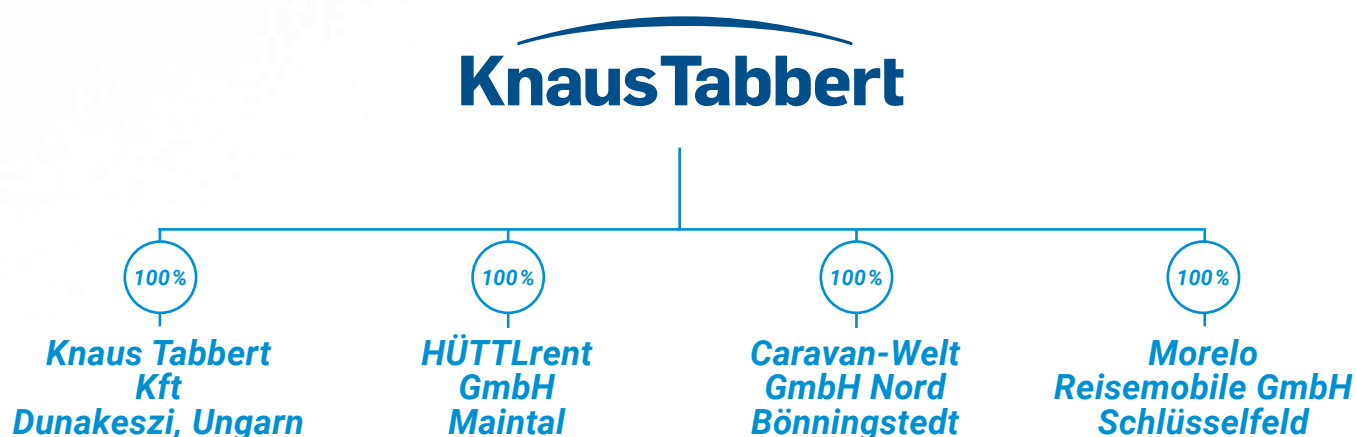 KnausTabbert
100% 100% 100% 100%
Knaus Tabbert
Kft
Dunakeszi, Ungarn
HÜTTLrent
GmbH
Maintal
Caravan-Welt
GmbH Nord
Bönningstedt
Morelo
Reisemobile GmbH
Schlüsselfeld